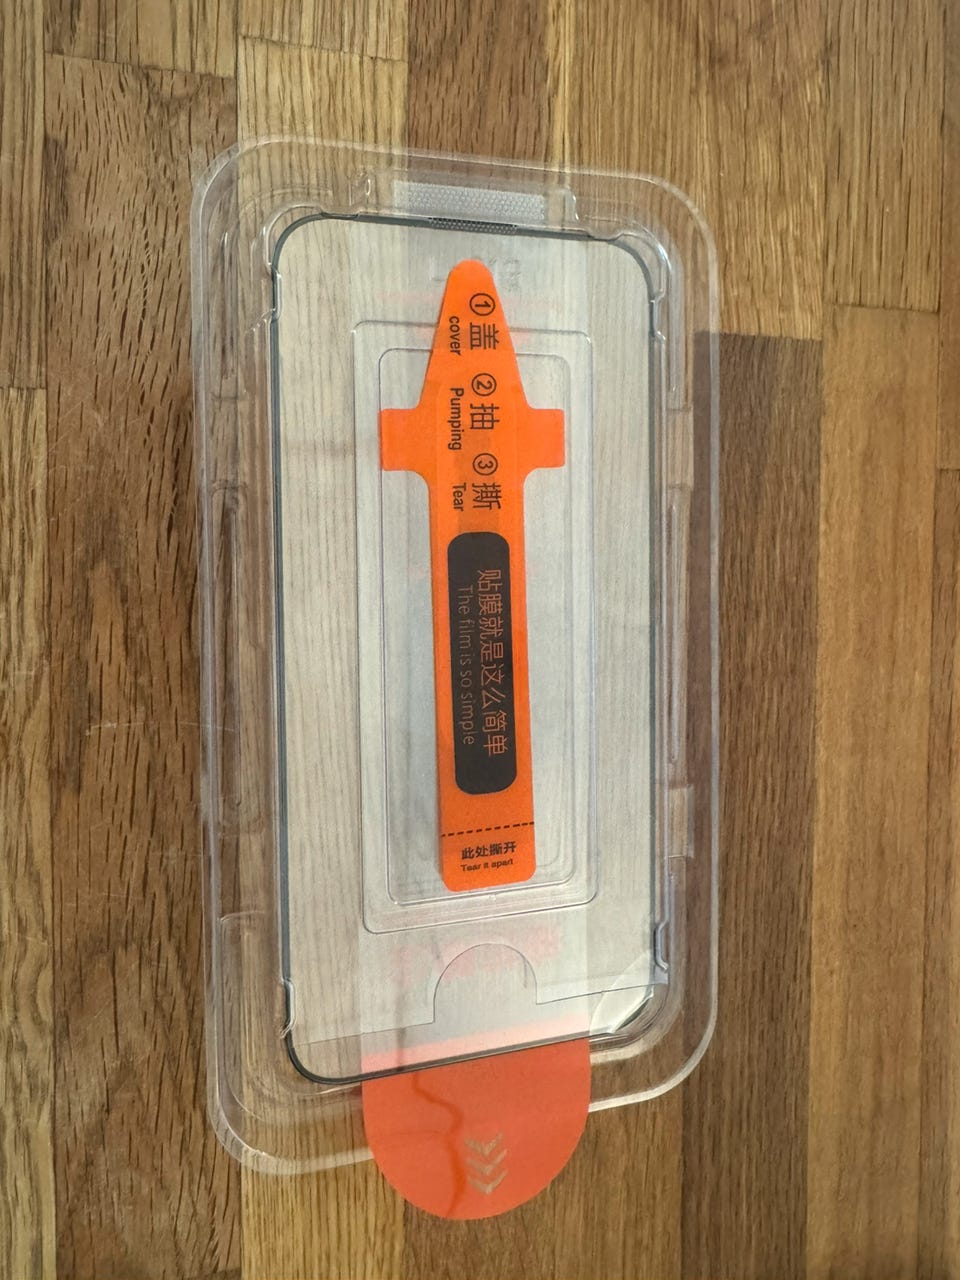 ①盖 ②抽 ③撕
cover Pumping Tear
贴膜就是这么简单
The film is so simple
此处撕开
Tear it apart